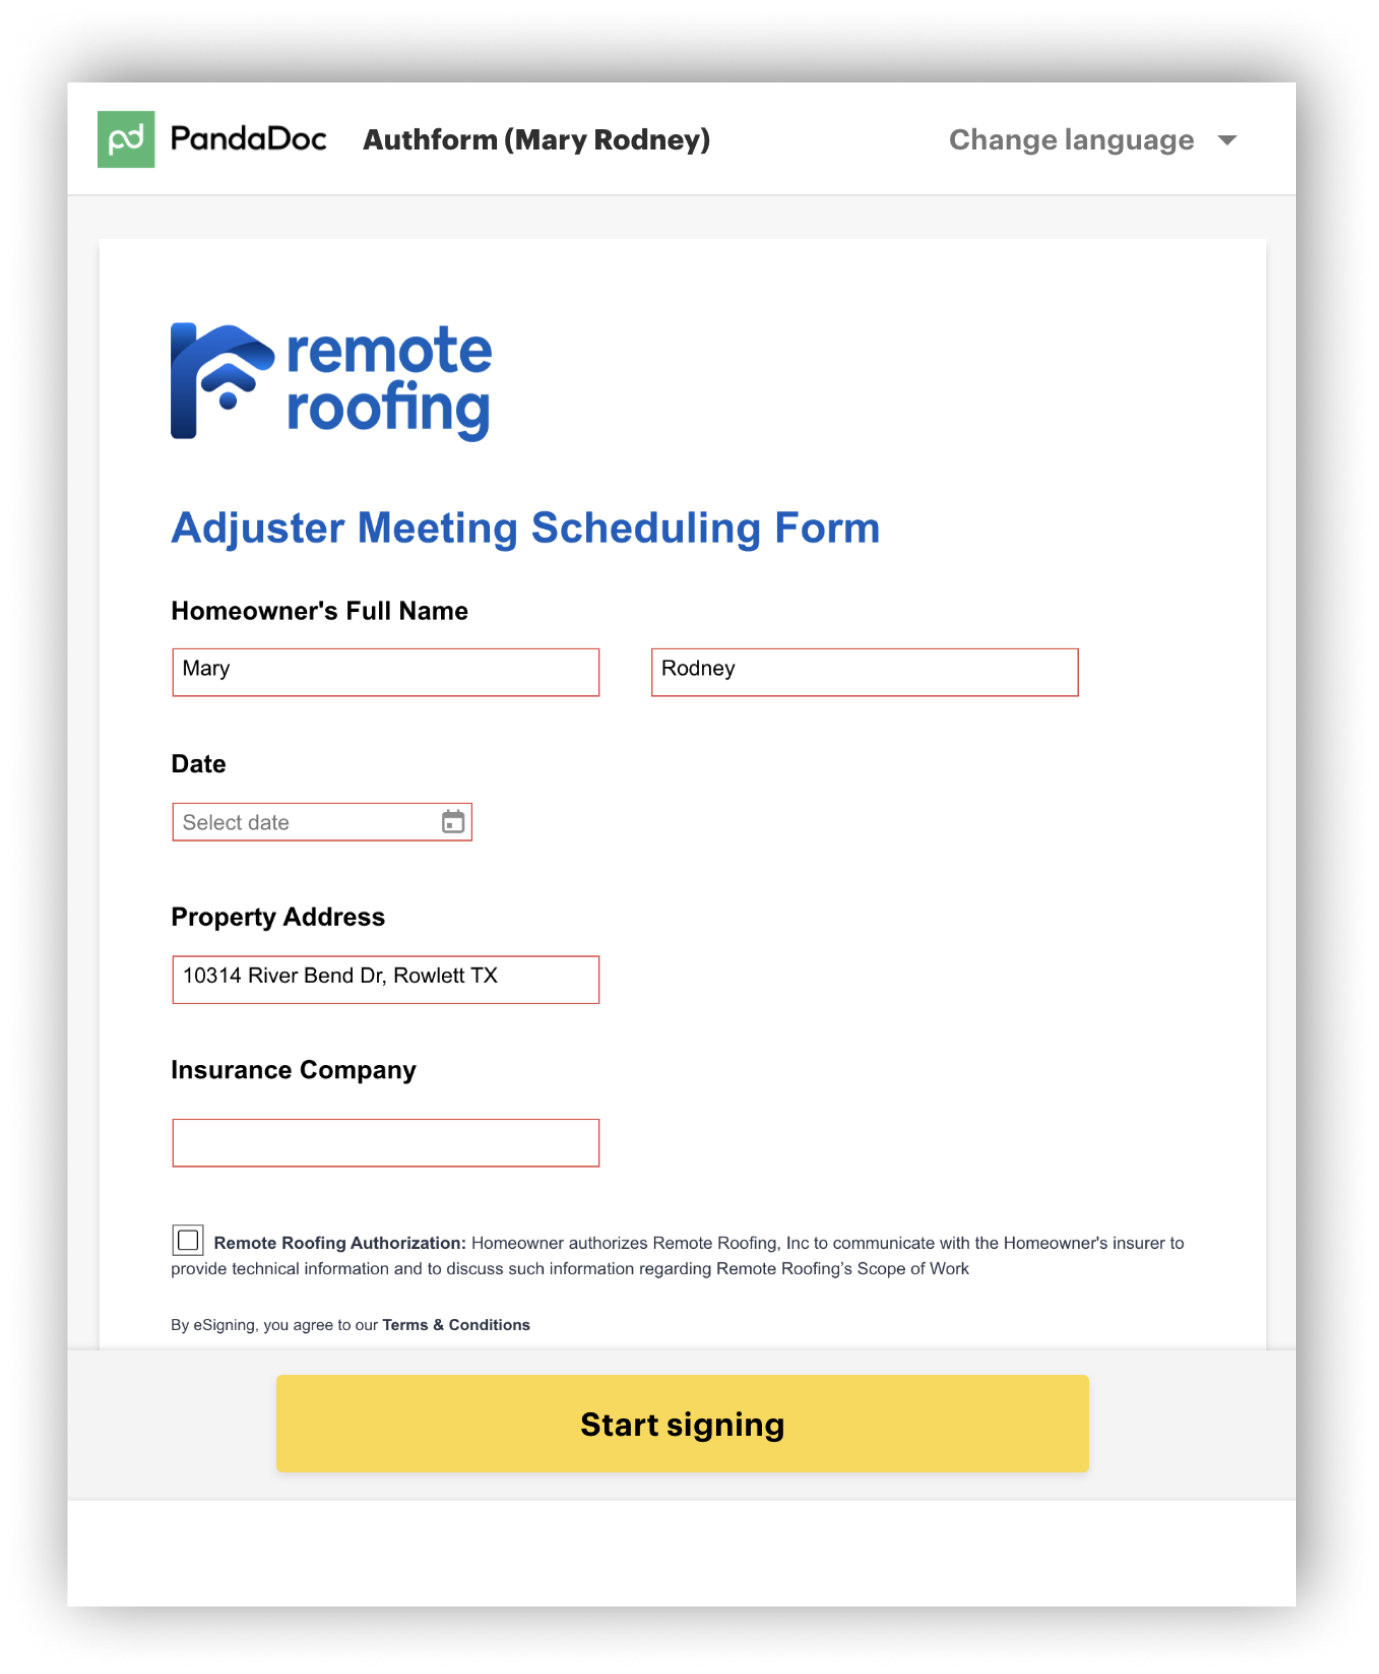 pd PandaDoc Authform (Mary Rodney) Change language
remote
roofing
Adjuster Meeting Scheduling Form
Homeowner's Full Name
Mary Rodney
Date
Select date
Property Address
10314 River Bend Dr, Rowlett TX
Insurance Company
Remote Roofing Authorization: Homeowner authorizes Remote Roofing, Inc to communicate with the Homeowner's insurer to
provide technical information and to discuss such information regarding Remote Roofing’s Scope of Work
By eSigning, you agree to our Terms & Conditions
Start signing